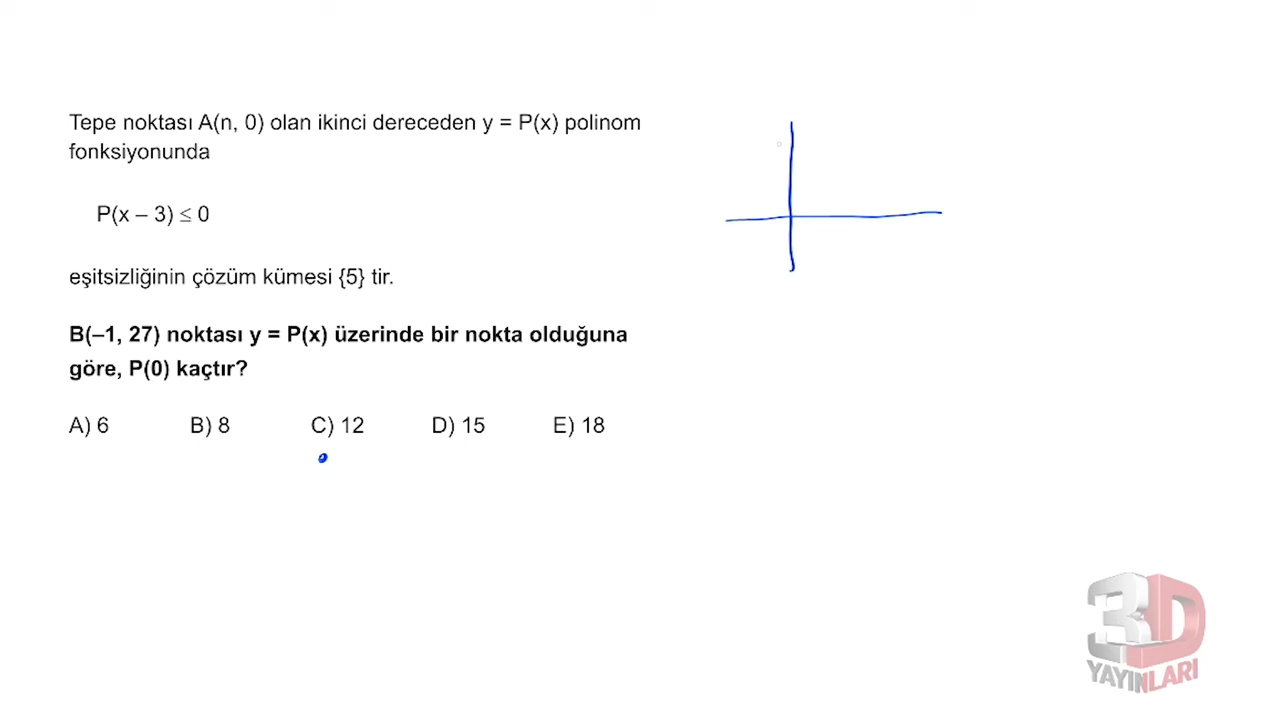 Tepe noktası A(n, 0) olan ikinci dereceden y = P(x) polinom
fonksiyonunda
P(x – 3) ≤ 0
eşitsizliğinin çözüm kümesi {5} tir.
B(–1, 27) noktası y = P(x) üzerinde bir nokta olduğuna
göre, P(0) kaçtır?
A) 6 B) 8 C) 12 D) 15 E) 18
3D
YAYINLARI